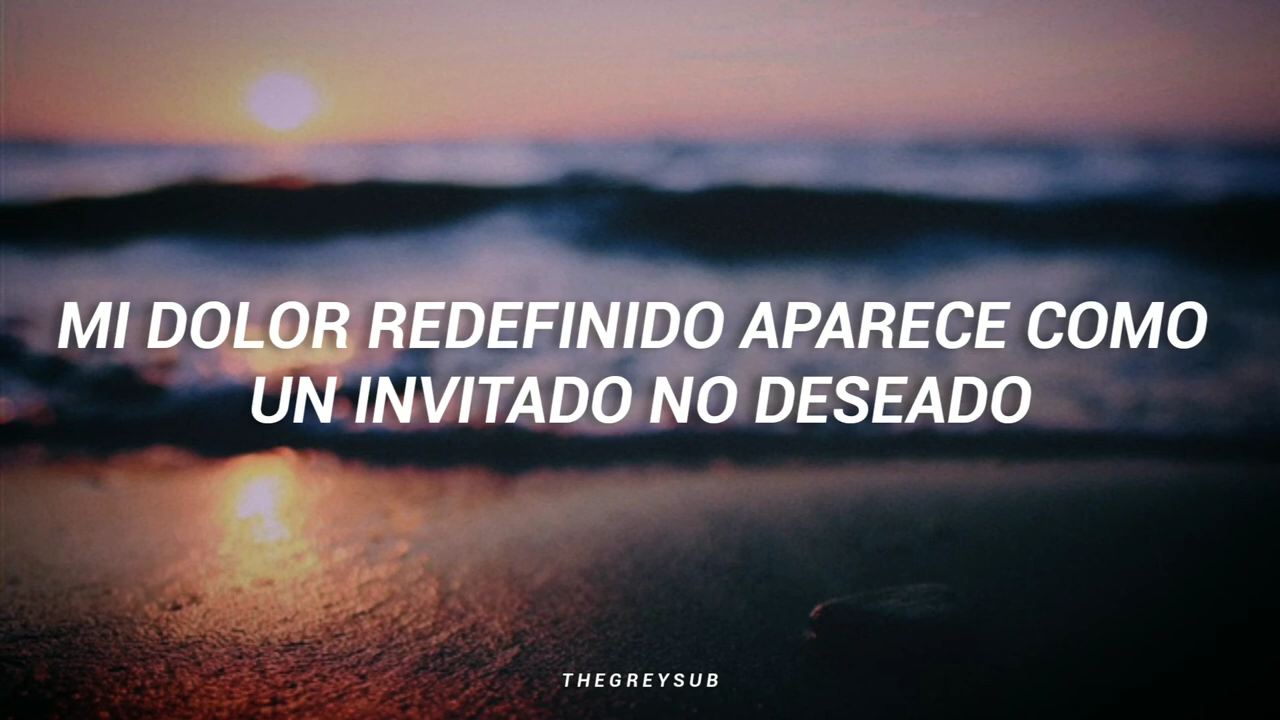 MI DOLOR REDEFINIDO APARECE COMO
UN INVITADO NO DESEADO
THEGREYSUB